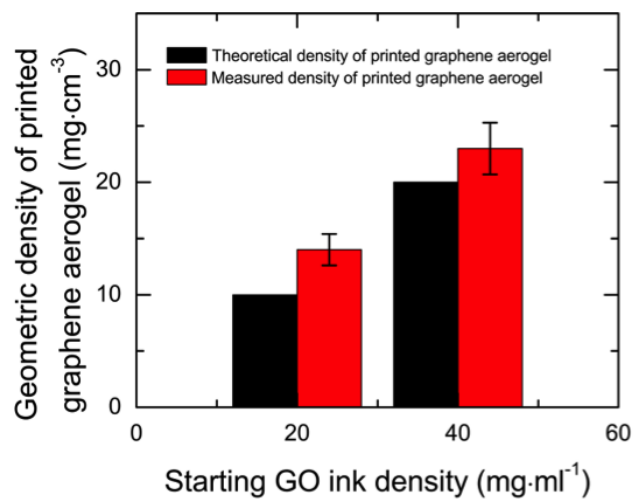 Theoretical density of printed graphene aerogel
Measured density of printed graphene aerogel
Geometric density of printed
graphene aerogel (mg·cm⁻³)
30
20
10
0
0 20 40 60
Starting GO ink density (mg·ml⁻¹)